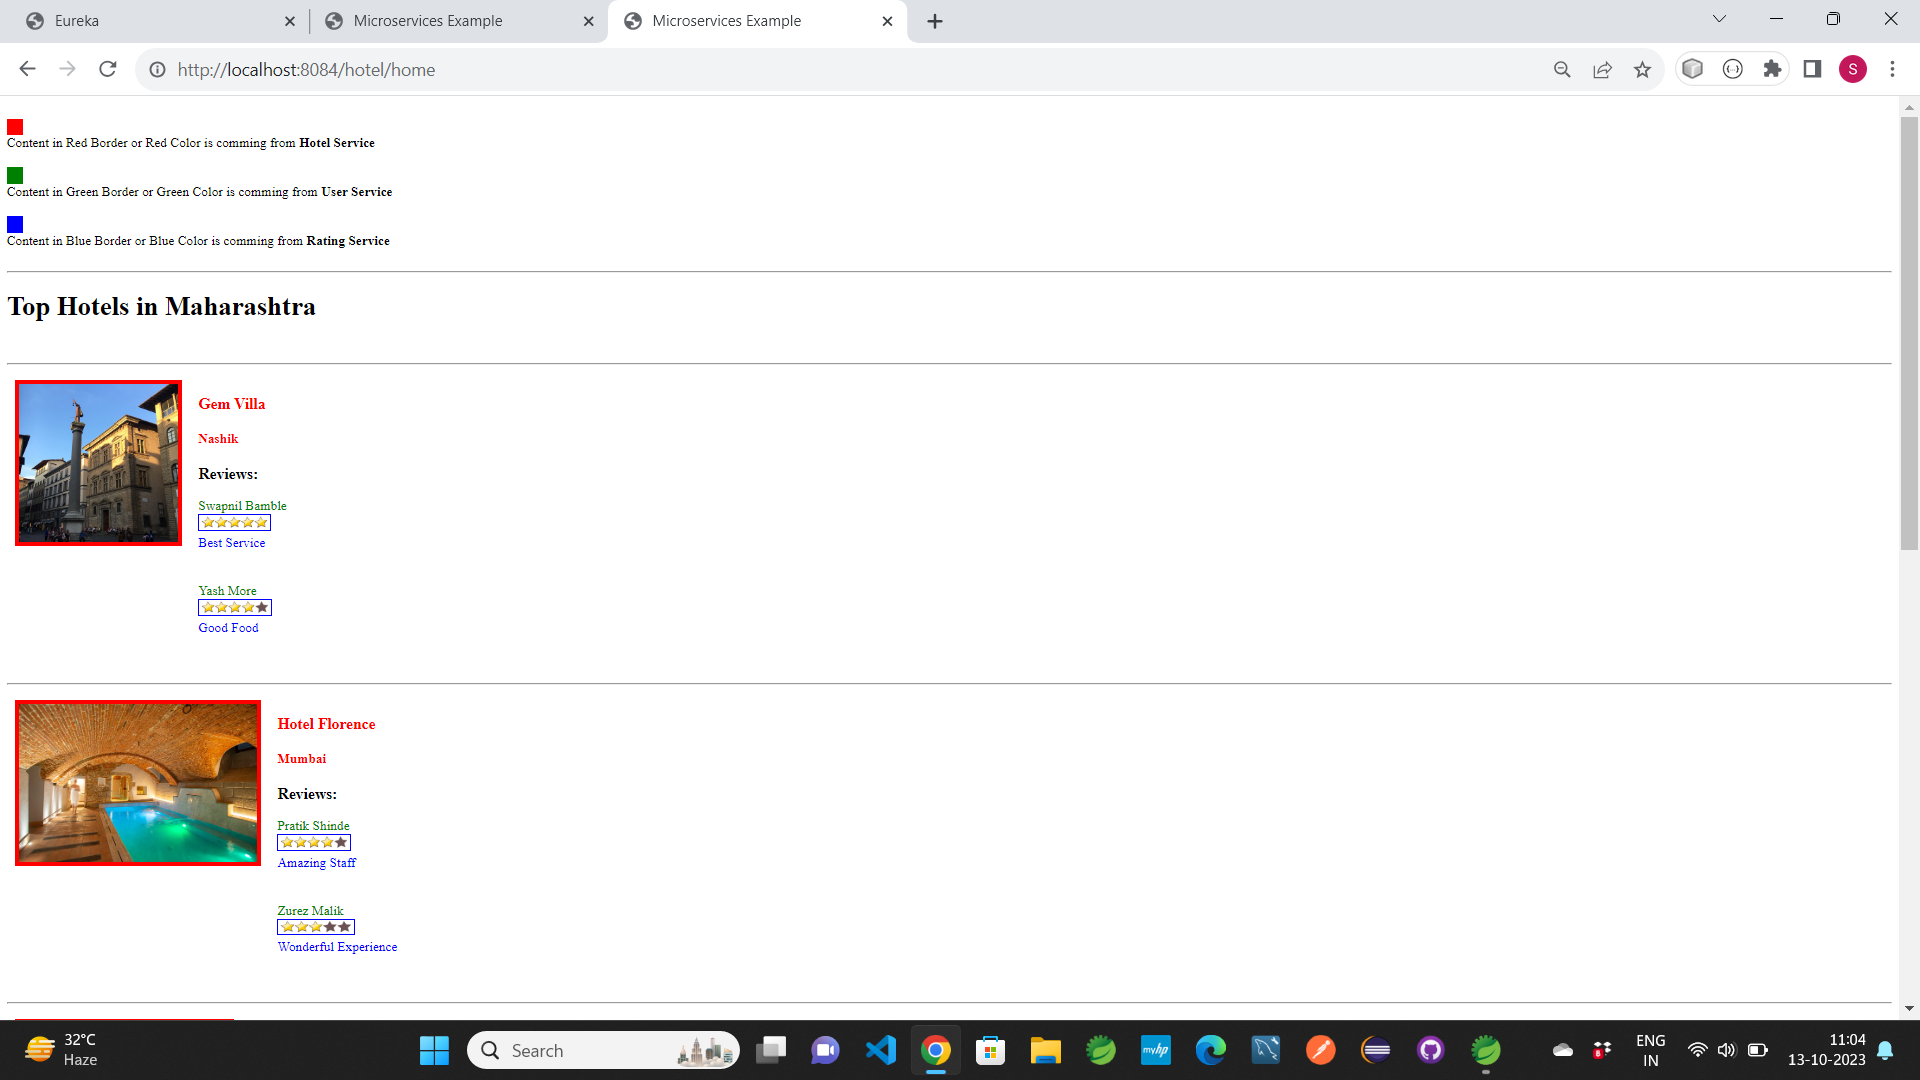 Eureka
Microservices Example
Microservices Example
http://localhost:8084/hotel/home
S
Content in Red Border or Red Color is comming from Hotel Service
Content in Green Border or Green Color is comming from User Service
Content in Blue Border or Blue Color is comming from Rating Service
Top Hotels in Maharashtra
Gem Villa
Nashik
Reviews:
Swapnil Bamble
Best Service
Yash More
Good Food
Hotel Florence
Mumbai
Reviews:
Pratik Shinde
Amazing Staff
Zurez Malik
Wonderful Experience
32°C
Haze
Search
myhp
8
ENG
IN
11:04
13-10-2023